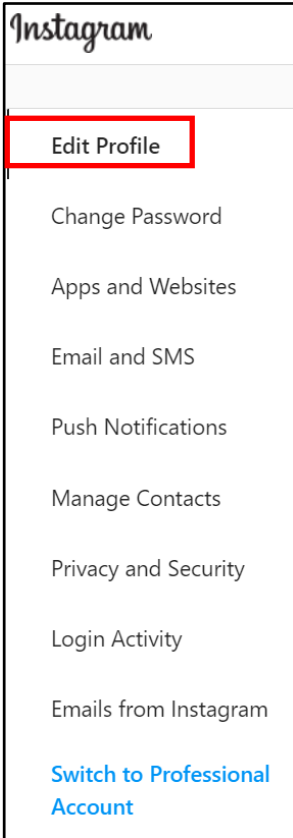 Instagram
Edit Profile
Change Password
Apps and Websites
Email and SMS
Push Notifications
Manage Contacts
Privacy and Security
Login Activity
Emails from Instagram
Switch to Professional
Account